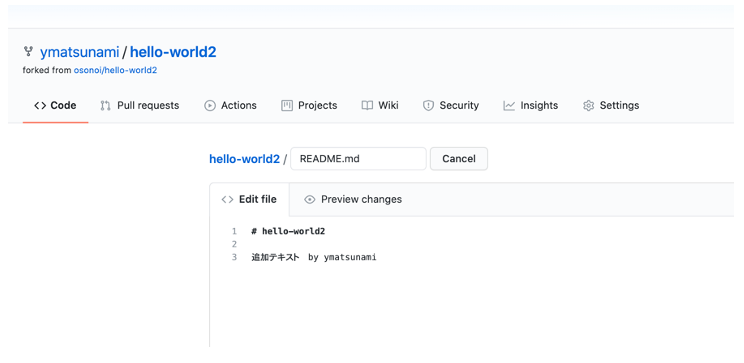 ymatsunami / hello-world2
forked from osonoi/hello-world2
<> Code Pull requests Actions Projects Wiki Security Insights Settings
hello-world2 / README.md Cancel
<> Edit file Preview changes
1 # hello-world2
2
3 追加テキスト by ymatsunami